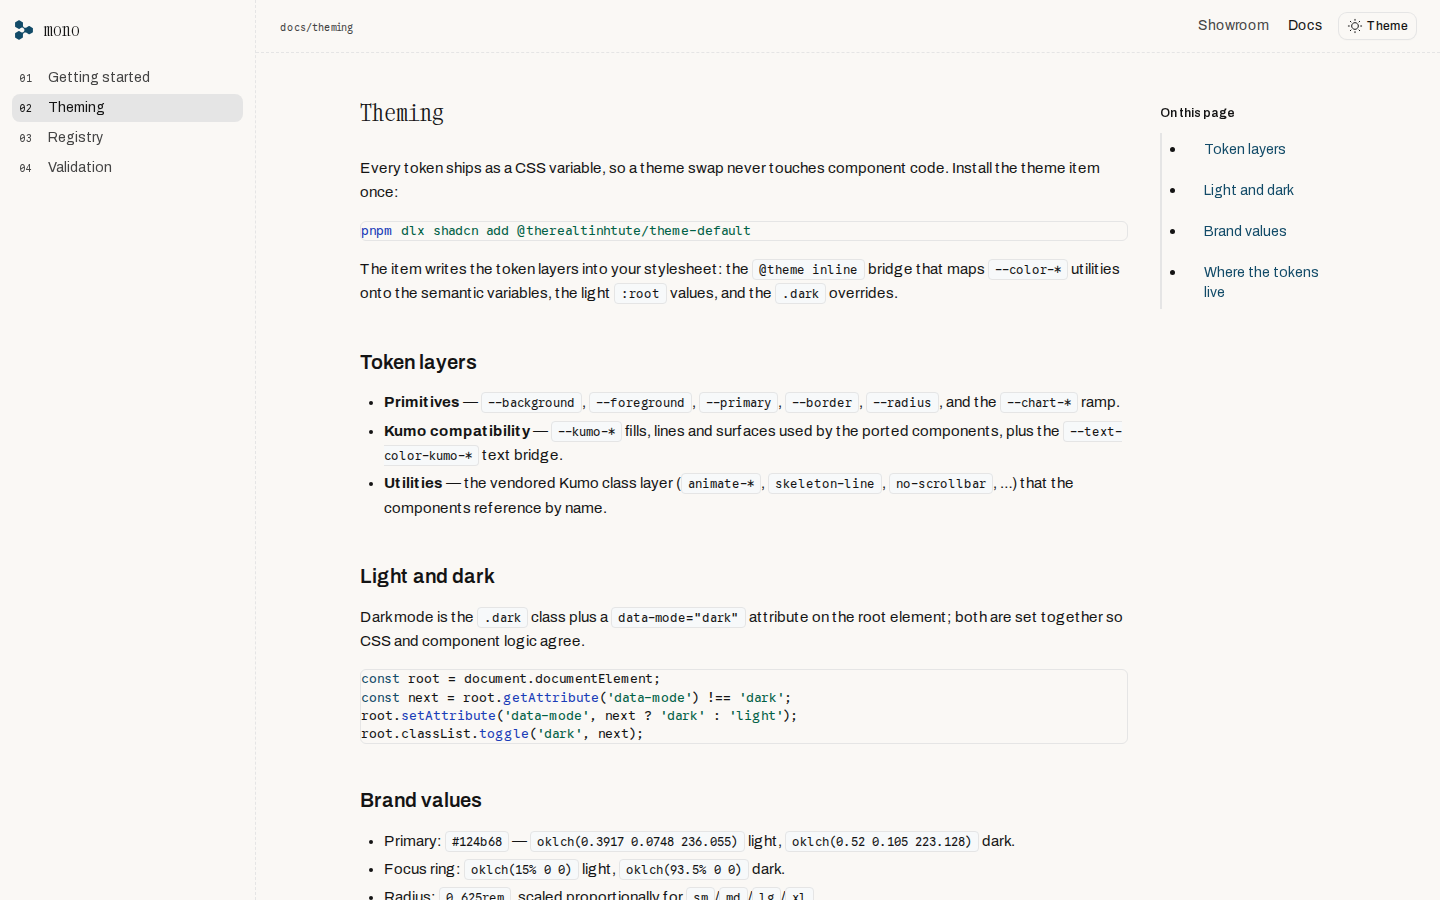 mono
01 Getting started
02 Theming
03 Registry
04 Validation
docs/theming
Showroom
Docs
Theme
Theming
Every token ships as a CSS variable, so a theme swap never touches component code. Install the theme item
once:
pnpm dlx shadcn add @therealtinhtute/theme-default
The item writes the token layers into your stylesheet: the @theme inline bridge that maps --color-* utilities
onto the semantic variables, the light :root values, and the .dark overrides.
Token layers
• Primitives — --background, --foreground, --primary, --border, --radius, and the --chart-* ramp.
• Kumo compatibility — --kumo-* fills, lines and surfaces used by the ported components, plus the --text-
color-kumo-* text bridge.
• Utilities — the vendored Kumo class layer (animate-*, skeleton-line, no-scrollbar, …) that the
components reference by name.
Light and dark
Dark mode is the .dark class plus a data-mode="dark" attribute on the root element; both are set together so
CSS and component logic agree.
const root = document.documentElement;
const next = root.getAttribute('data-mode') !== 'dark';
root.setAttribute('data-mode', next ? 'dark' : 'light');
root.classList.toggle('dark', next);
Brand values
• Primary: #124b68 — oklch(0.3917 0.0748 236.055) light, oklch(0.52 0.105 223.128) dark.
• Focus ring: oklch(15% 0 0) light, oklch(93.5% 0 0) dark.
• Radius: 0.625rem, scaled proportionally for sm/md/lg/xl
On this page
• Token layers
• Light and dark
• Brand values
• Where the tokens
live